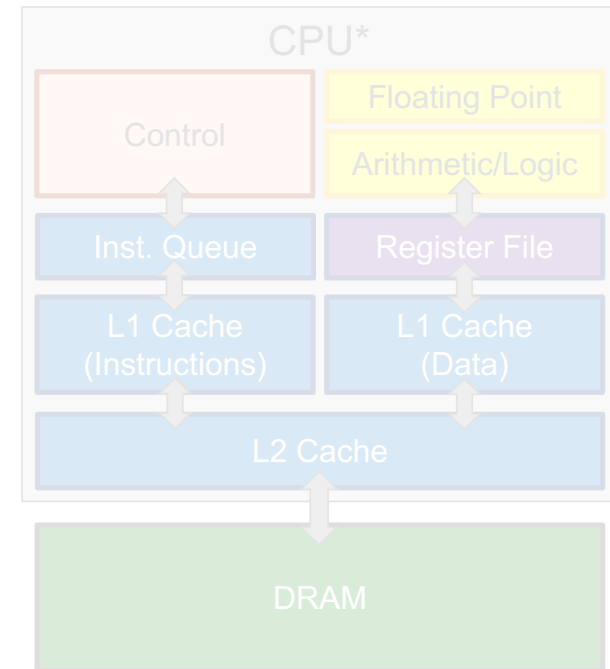 CPU*
Control
Floating Point
Arithmetic/Logic
Inst. Queue
Register File
L1 Cache
(Instructions)
L1 Cache
(Data)
L2 Cache
DRAM